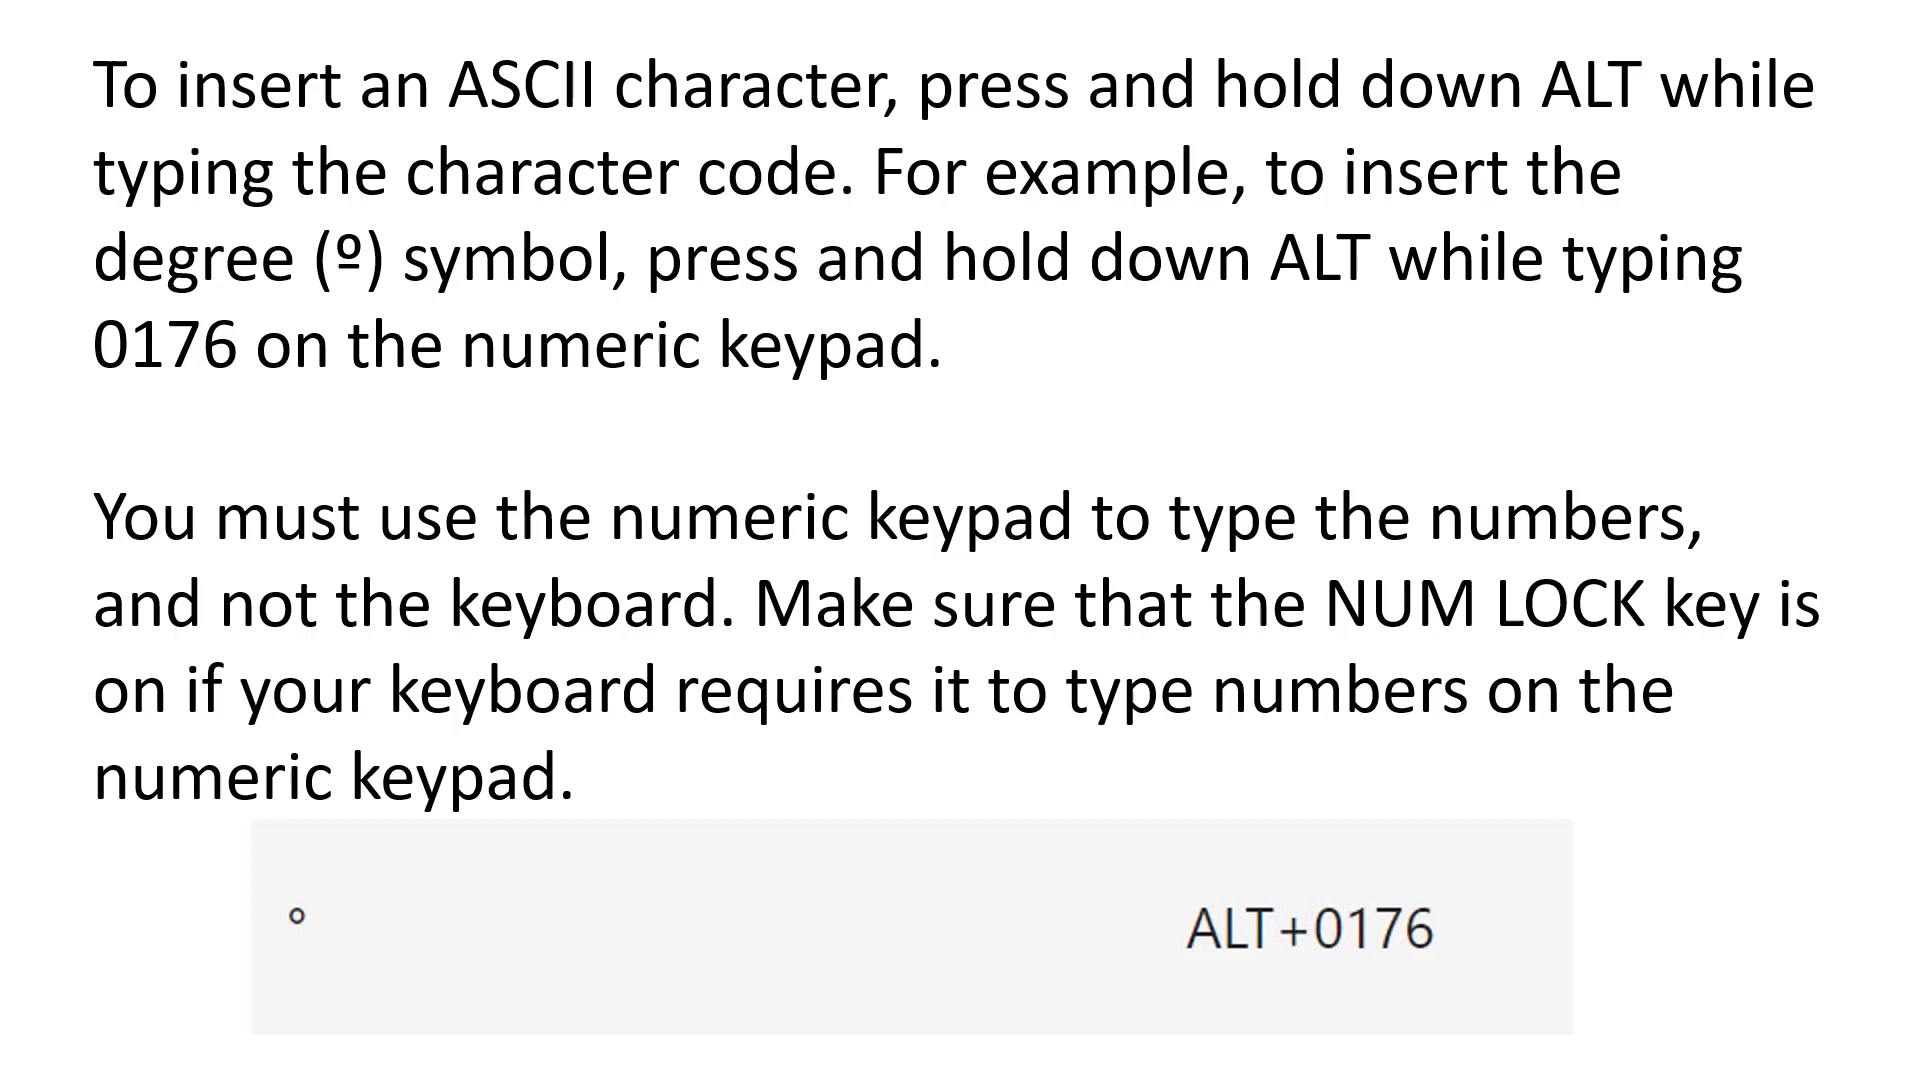 To insert an ASCII character, press and hold down ALT while
typing the character code. For example, to insert the
degree (º) symbol, press and hold down ALT while typing
0176 on the numeric keypad.
You must use the numeric keypad to type the numbers,
and not the keyboard. Make sure that the NUM LOCK key is
on if your keyboard requires it to type numbers on the
numeric keypad.
° ALT+0176